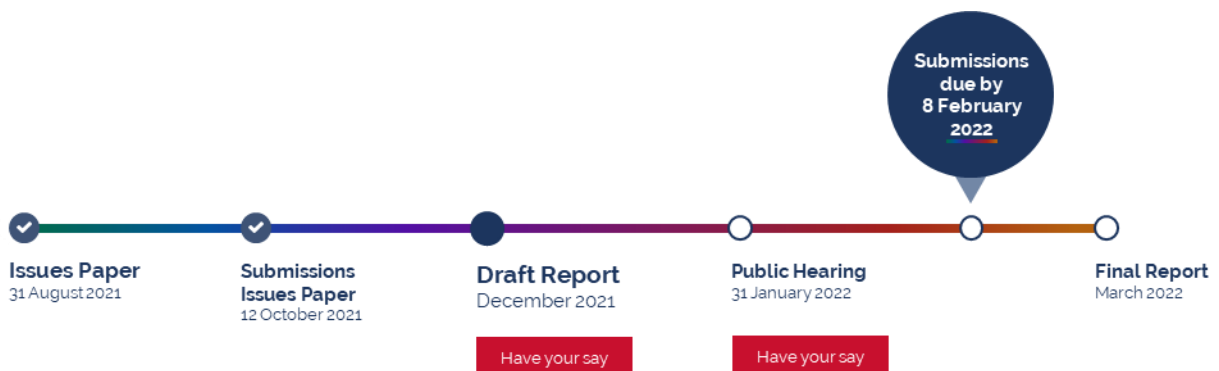 Submissions
due by
8 February
2022
Issues Paper
31 August 2021
Submissions
Issues Paper
12 October 2021
Draft Report
December 2021
Have your say
Public Hearing
31 January 2022
Have your say
Final Report
March 2022